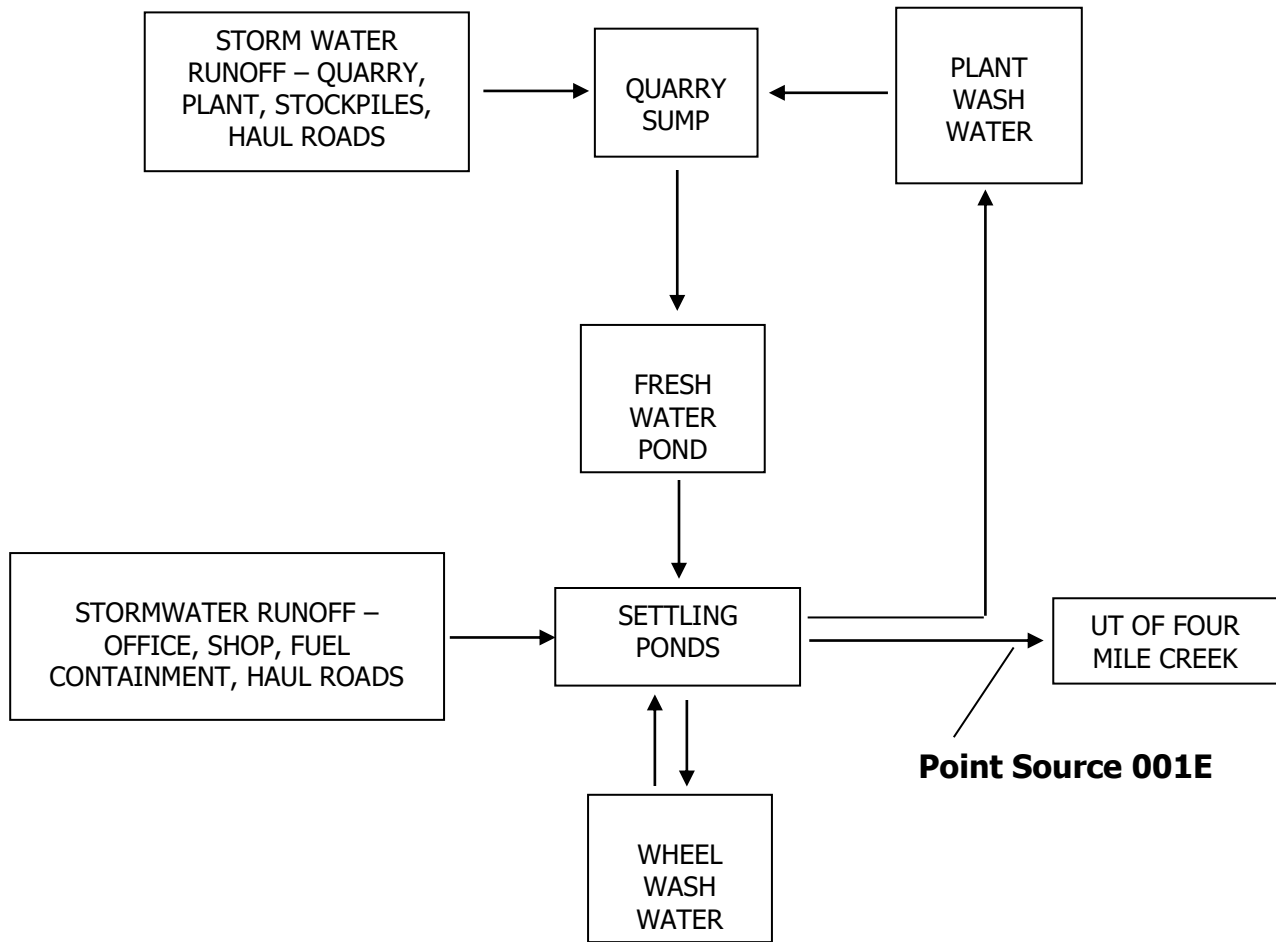 STORM WATER
RUNOFF – QUARRY,
PLANT, STOCKPILES,
HAUL ROADS
QUARRY
SUMP
PLANT
WASH
WATER
FRESH
WATER
POND
STORMWATER RUNOFF –
OFFICE, SHOP, FUEL
CONTAINMENT, HAUL ROADS
SETTLING
PONDS
UT OF FOUR
MILE CREEK
Point Source 001E
WHEEL
WASH
WATER